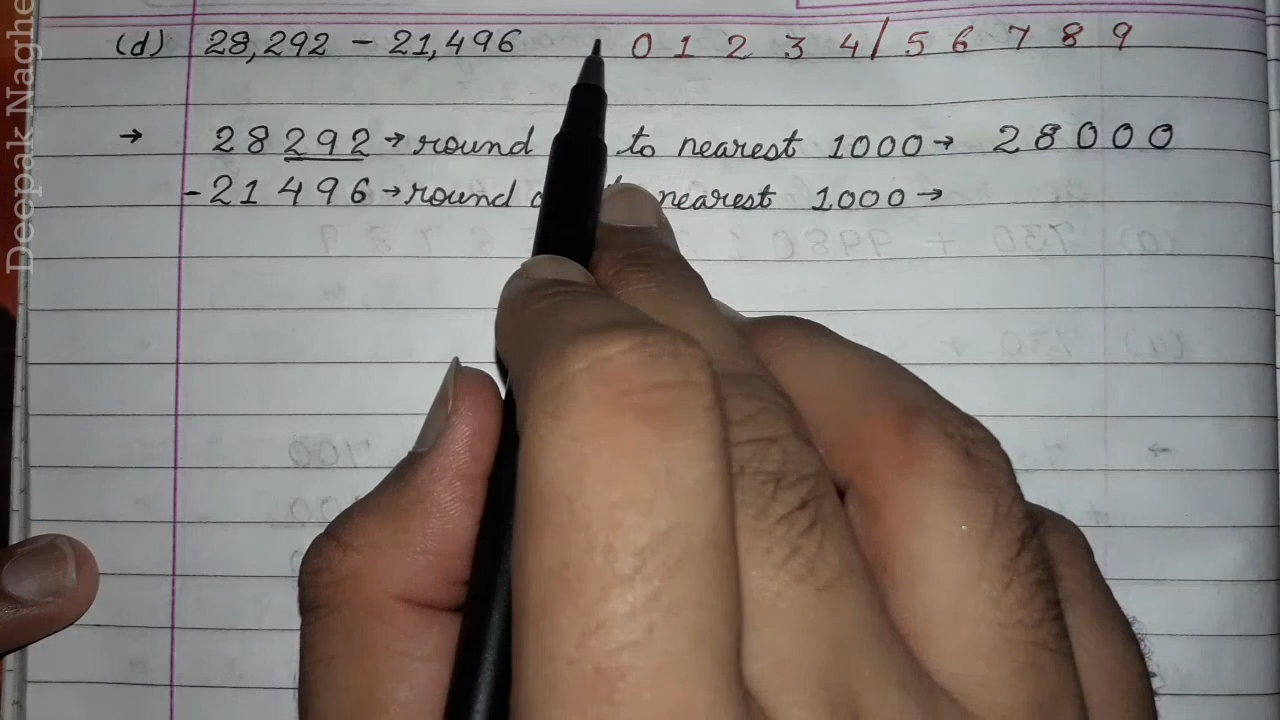 (d) 28,292 - 21,496 0 1 2 3 4/ 5 6 7 8 9
→ 28292 → round to nearest 1000 → 28000
-21496 → round nearest 1000 →
Deepak Naghe